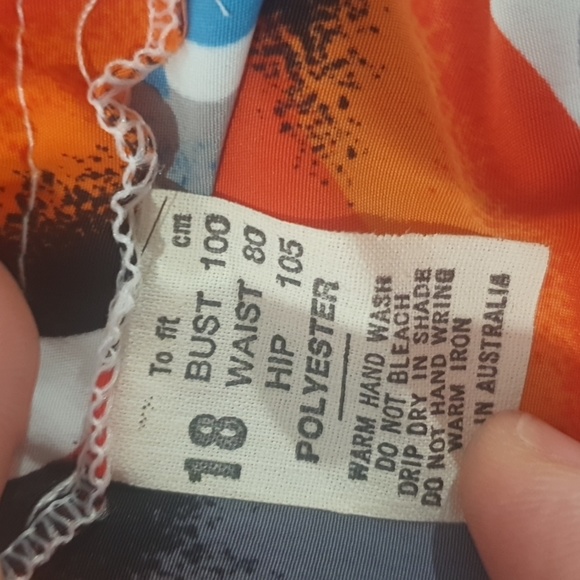 To fit cm
BUST 100
WAIST 80
18 HIP 105
POLYESTER
WARM HAND WASH
DO NOT BLEACH
DRIP DRY IN SHADE
DO NOT HAND WRING
WARM IRON
IN AUSTRALIA